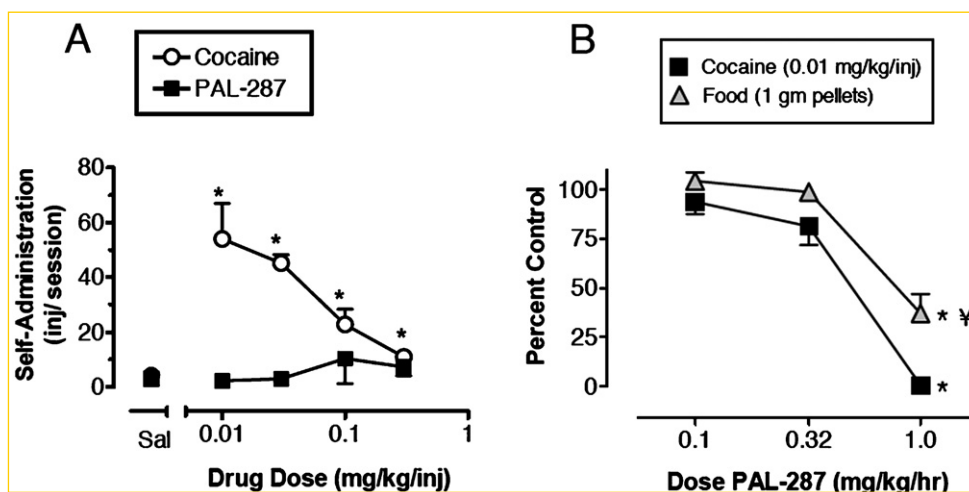 A
Cocaine
PAL-287
Self-Administration
(inj/session)
80
60
40
20
0
*
*
*
*
Sal
0.01
0.1
1
Drug Dose (mg/kg/inj)
B
Cocaine (0.01 mg/kg/inj)
Food (1 gm pellets)
Percent Control
100
75
50
25
0
* ¥
*
0.1
0.32
1.0
Dose PAL-287 (mg/kg/hr)